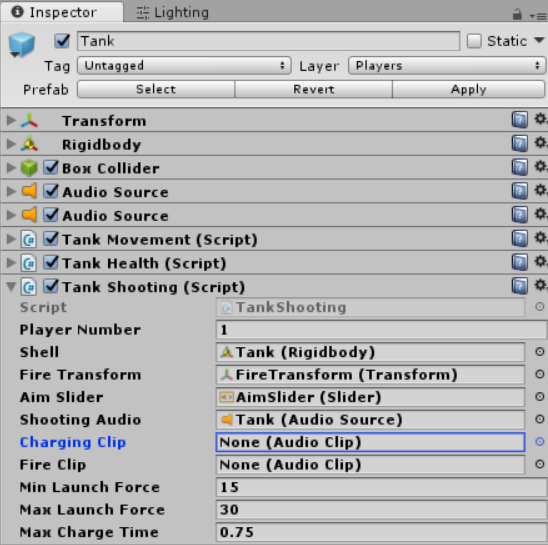 Inspector Lighting
Tank Static
Tag Untagged Layer Players
Prefab Select Revert Apply
Transform
Rigidbody
Box Collider
Audio Source
Audio Source
Tank Movement (Script)
Tank Health (Script)
Tank Shooting (Script)
Script TankShooting
Player Number 1
Shell Tank (Rigidbody)
Fire Transform FireTransform (Transform)
Aim Slider AimSlider (Slider)
Shooting Audio Tank (Audio Source)
Charging Clip None (Audio Clip)
Fire Clip None (Audio Clip)
Min Launch Force 15
Max Launch Force 30
Max Charge Time 0.75